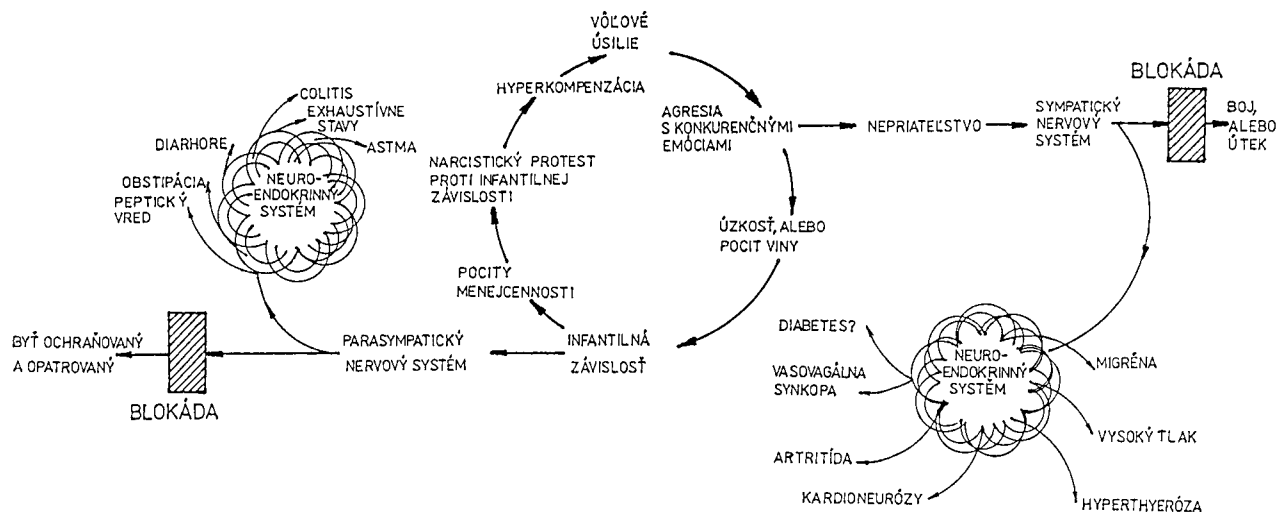 VÔĽOVÉ
ÚSILIE
HYPERKOMPENZÁCIA
NARCISTICKÝ PROTEST
PROTI INFANTILNEJ
ZÁVISLOSTI
POCITY
MENEJCENNOSTI
AGRESIA
S KONKURENČNÝMI
EMÓCIAMI
NEPRIATEĽSTVO
SYMPATICKÝ
NERVOVÝ
SYSTÉM
BLOKÁDA
BOJ,
ALEBO
ÚTEK
ÚZKOSŤ, ALEBO
POCIT VINY
INFANTILNÁ
ZÁVISLOSŤ
PARASYMPATICKÝ
NERVOVÝ SYSTÉM
BLOKÁDA
BYŤ OCHRAŇOVANÝ
A OPATROVANÝ
COLITIS
EXHAUSTÍVNE
STAVY
ASTMA
DIARHORE
OBSTIPÁCIA
PEPTICKÝ
VRED
NEURO-
ENDOKRINNÝ
SYSTÉM
NEURO-
ENDOKRINNÝ
SYSTÉM
DIABETES?
VASOVAGÁLNA
SYNKOPA
ARTRITÍDA
KARDIONEURÓZY
MIGRÉNA
VYSOKÝ TLAK
HYPERTHYERÓZA